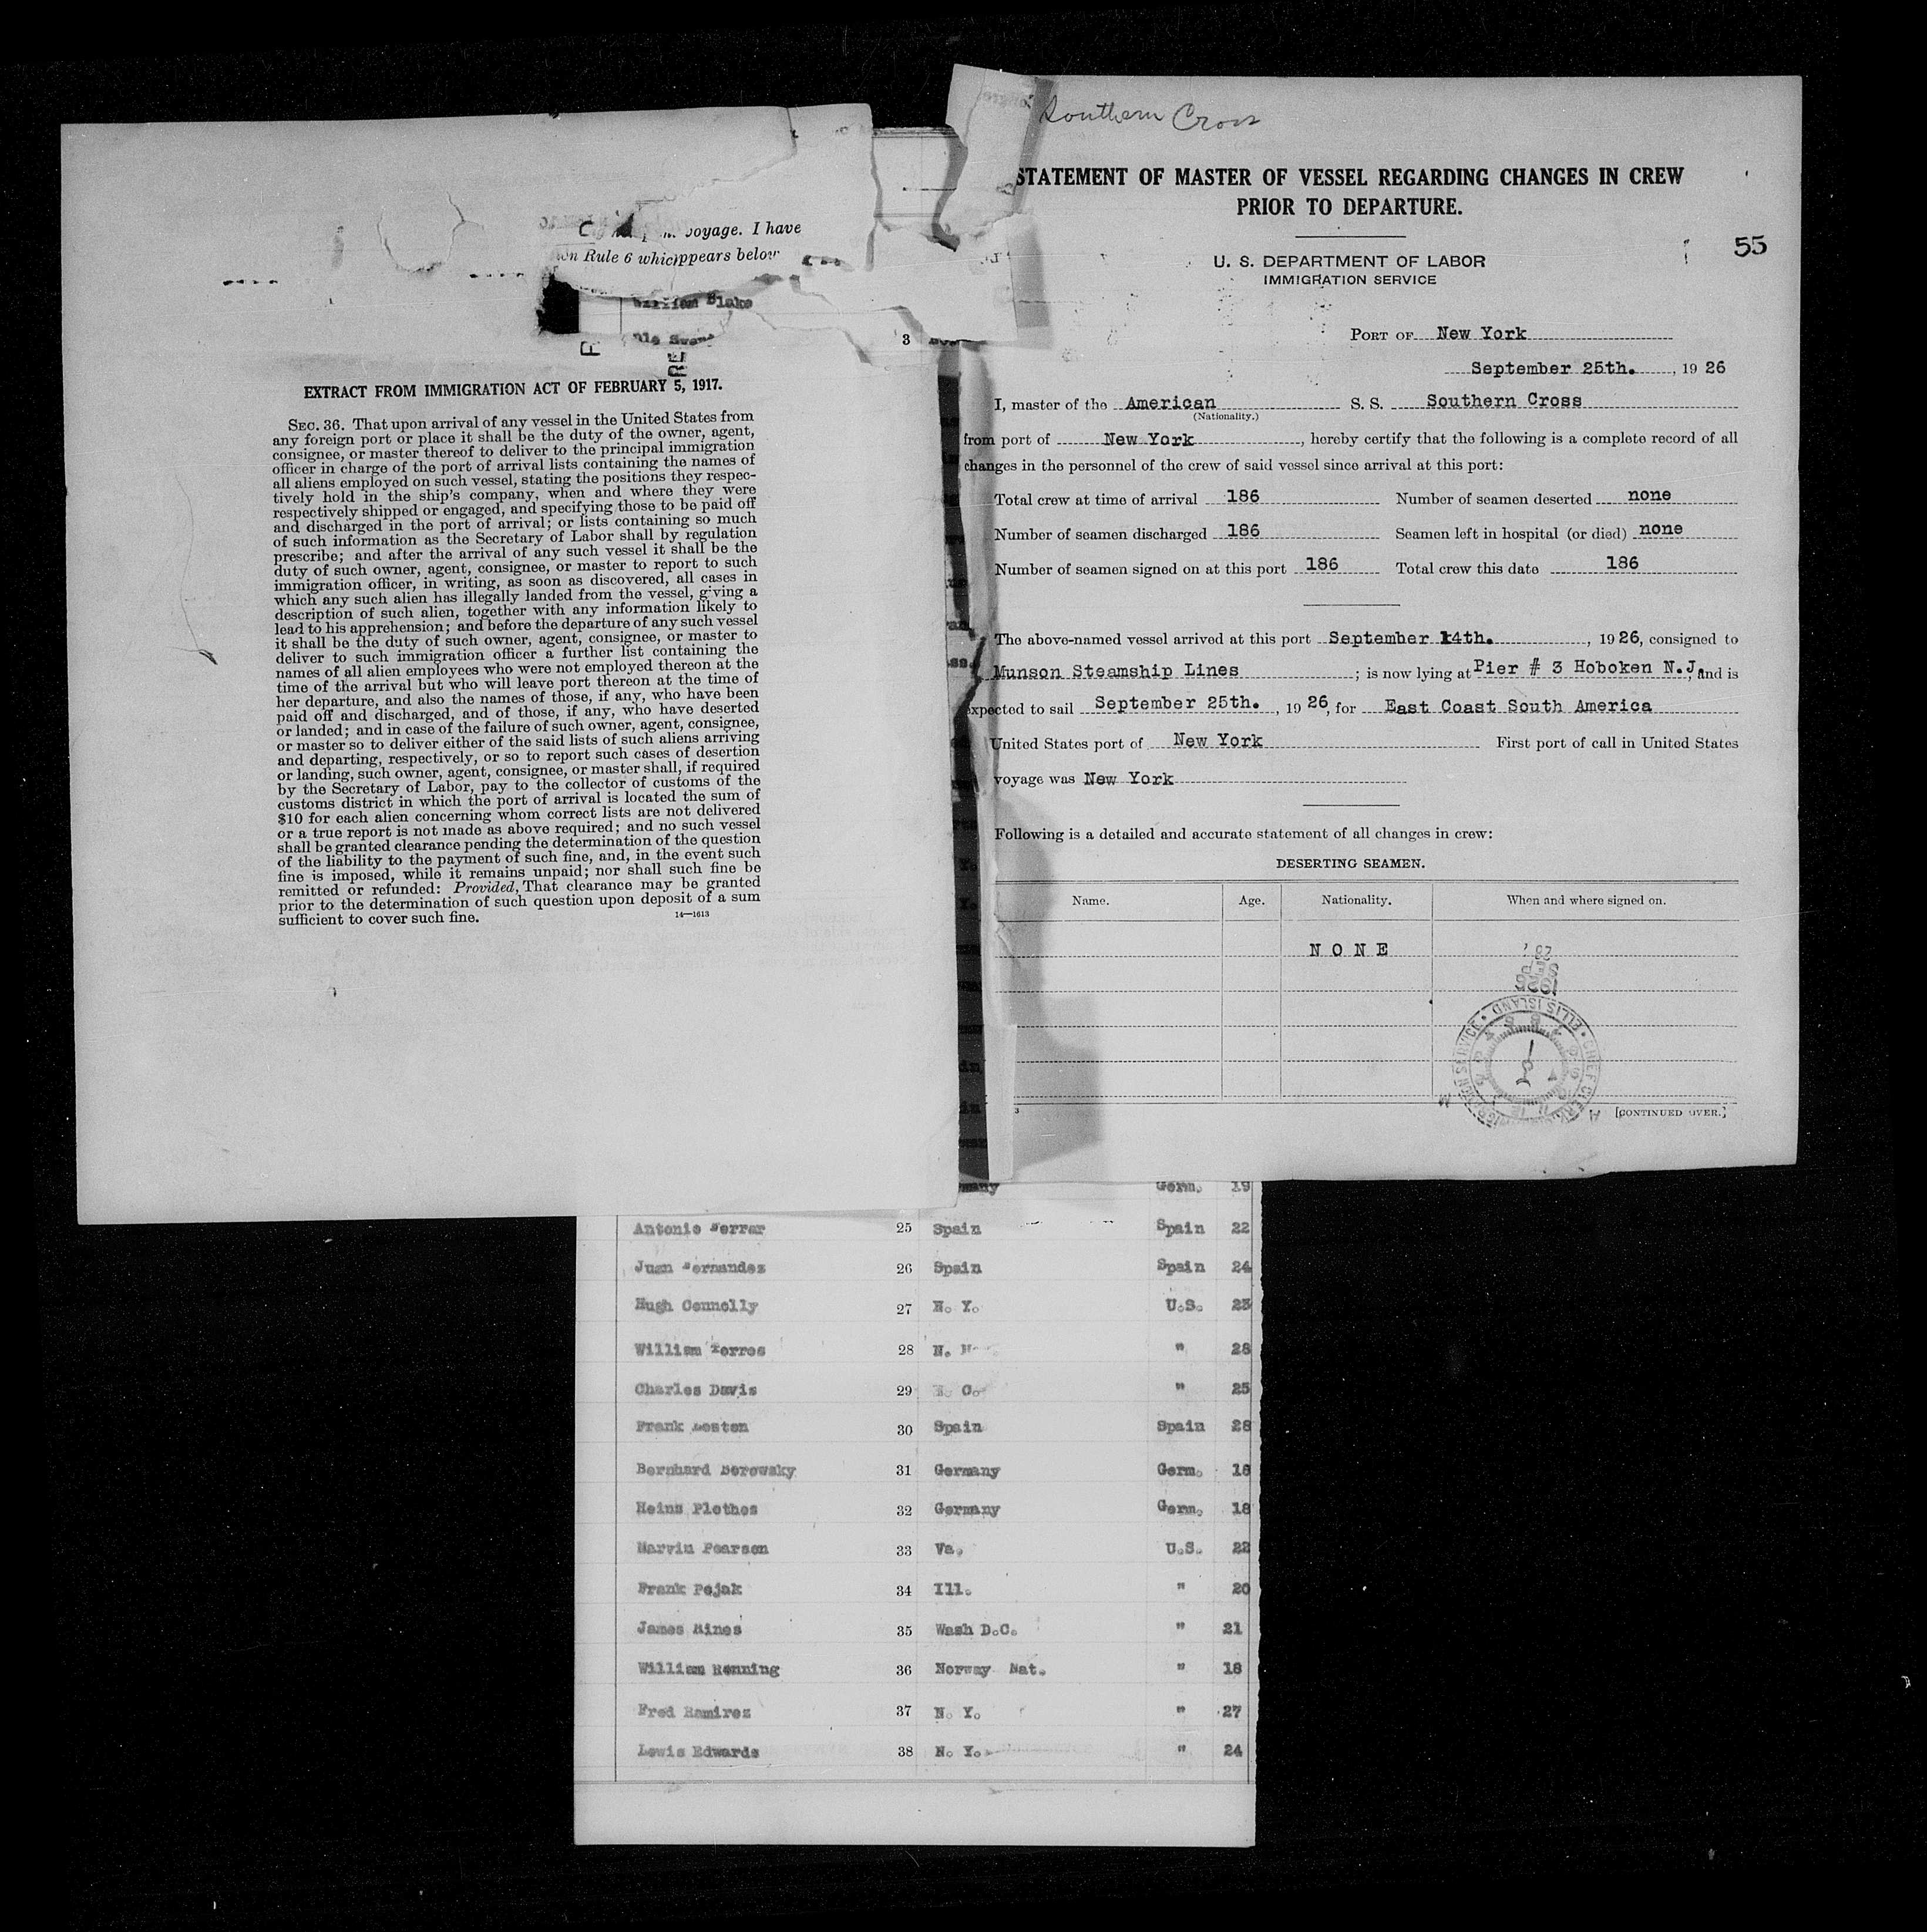 voyage. I have
Rule 6 which appears below
William Blake
3
EXTRACT FROM IMMIGRATION ACT OF FEBRUARY 5, 1917.
SEC. 36. That upon arrival of any vessel in the United States from
any foreign port or place it shall be the duty of the owner, agent,
consignee, or master thereof to deliver to the principal immigration
officer in charge of the port of arrival lists containing the names of
all aliens employed on such vessel, stating the positions they respec-
tively hold in the ship's company, when and where they were
respectively shipped or engaged, and specifying those to be paid off
and discharged in the port of arrival; or lists containing so much
of such information as the Secretary of Labor shall by regulation
prescribe; and after the arrival of any such vessel it shall be the
duty of such owner, agent, consignee, or master to report to such
immigration officer, in writing, as soon as discovered, all cases in
which any such alien has illegally landed from the vessel, giving a
description of such alien, together with any information likely to
lead to his apprehension; and before the departure of any such vessel
it shall be the duty of such owner, agent, consignee, or master to
deliver to such immigration officer a further list containing the
names of all alien employees who were not employed thereon at the
time of the arrival but who will leave port thereon at the time of
her departure, and also the names of those, if any, who have been
paid off and discharged, and of those, if any, who have deserted
or landed; and in case of the failure of such owner, agent, consignee,
or master so to deliver either of the said lists of such aliens arriving
and departing, respectively, or so to report such cases of desertion
or landing, such owner, agent, consignee, or master shall, if required
by the Secretary of Labor, pay to the collector of customs of the
customs district in which the port of arrival is located the sum of
$10 for each alien concerning whom correct lists are not delivered
or a true report is not made as above required; and no such vessel
shall be granted clearance pending the determination of the question
of the liability to the payment of such fine, and, in the event such
fine is imposed, while it remains unpaid; nor shall such fine be
remitted or refunded: Provided, That clearance may be granted
prior to the determination of such question upon deposit of a sum
sufficient to cover such fine.
14—1613
Southern Cross
STATEMENT OF MASTER OF VESSEL REGARDING CHANGES IN CREW
PRIOR TO DEPARTURE.
55
U. S. DEPARTMENT OF LABOR
IMMIGRATION SERVICE
PORT OF New York
September 25th. , 19 26
I, master of the American S. S. Southern Cross
(Nationality.)
from port of New York , hereby certify that the following is a complete record of all
changes in the personnel of the crew of said vessel since arrival at this port:
Total crew at time of arrival 186 Number of seamen deserted none
Number of seamen discharged 186 Seamen left in hospital (or died) none
Number of seamen signed on at this port 186 Total crew this date 186
The above-named vessel arrived at this port September 14th. , 19 26, consigned to
Munson Steamship Lines ; is now lying at Pier # 3 Hoboken N.J. , and is
expected to sail September 25th. , 19 26, for East Coast South America
United States port of New York First port of call in United States
voyage was New York
Following is a detailed and accurate statement of all changes in crew:
DESERTING SEAMEN.
Name. Age. Nationality. When and where signed on.
NONE
ELLIS ISLAND
CHIEF CLERK
[CONTINUED OVER.]
Germ. 19
Antonio Ferrer 25 Spain Spain 22
Juan Fernandez 26 Spain Spain 24
Hugh Connolly 27 N. Y. U.S. 23
William Torres 28 N. " 28
Charles Davis 29 C. " 25
Frank 30 Spain Spain 28
Bernhard Borowsky 31 Germany Germ. 18
Heinz Plethes 32 Germany Germ. 18
Marvin Pearson 33 Va. U.S. 22
Frank Pejak 34 Ill. " 20
James Hines 35 Wash D.C. " 21
William Henning 36 Norway Nat. " 18
Fred Ramirez 37 N. Y. " 27
Lewis Edwards 38 N. Y. " 24